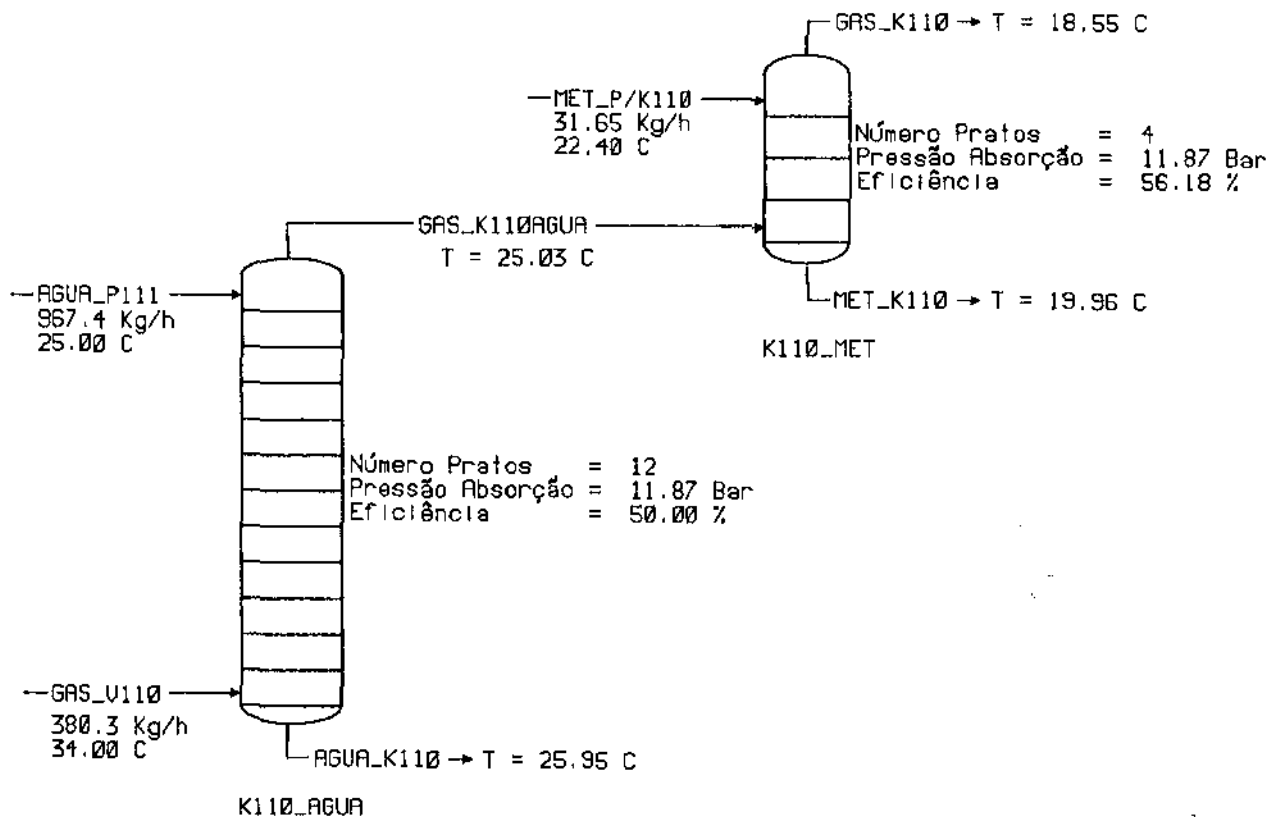 GAS_K110 → T = 18.55 C
MET_P/K110
31.65 Kg/h
22.40 C
Número Pratos = 4
Pressão Absorção = 11.87 Bar
Eficiência = 56.18 %
GAS_K110AGUA
T = 25.03 C
MET_K110 → T = 19.96 C
K110_MET
AGUA_P111
967.4 Kg/h
25.00 C
Número Pratos = 12
Pressão Absorção = 11.87 Bar
Eficiência = 50.00 %
GAS_V110
380.3 Kg/h
34.00 C
AGUA_K110 → T = 25.95 C
K110_AGUA